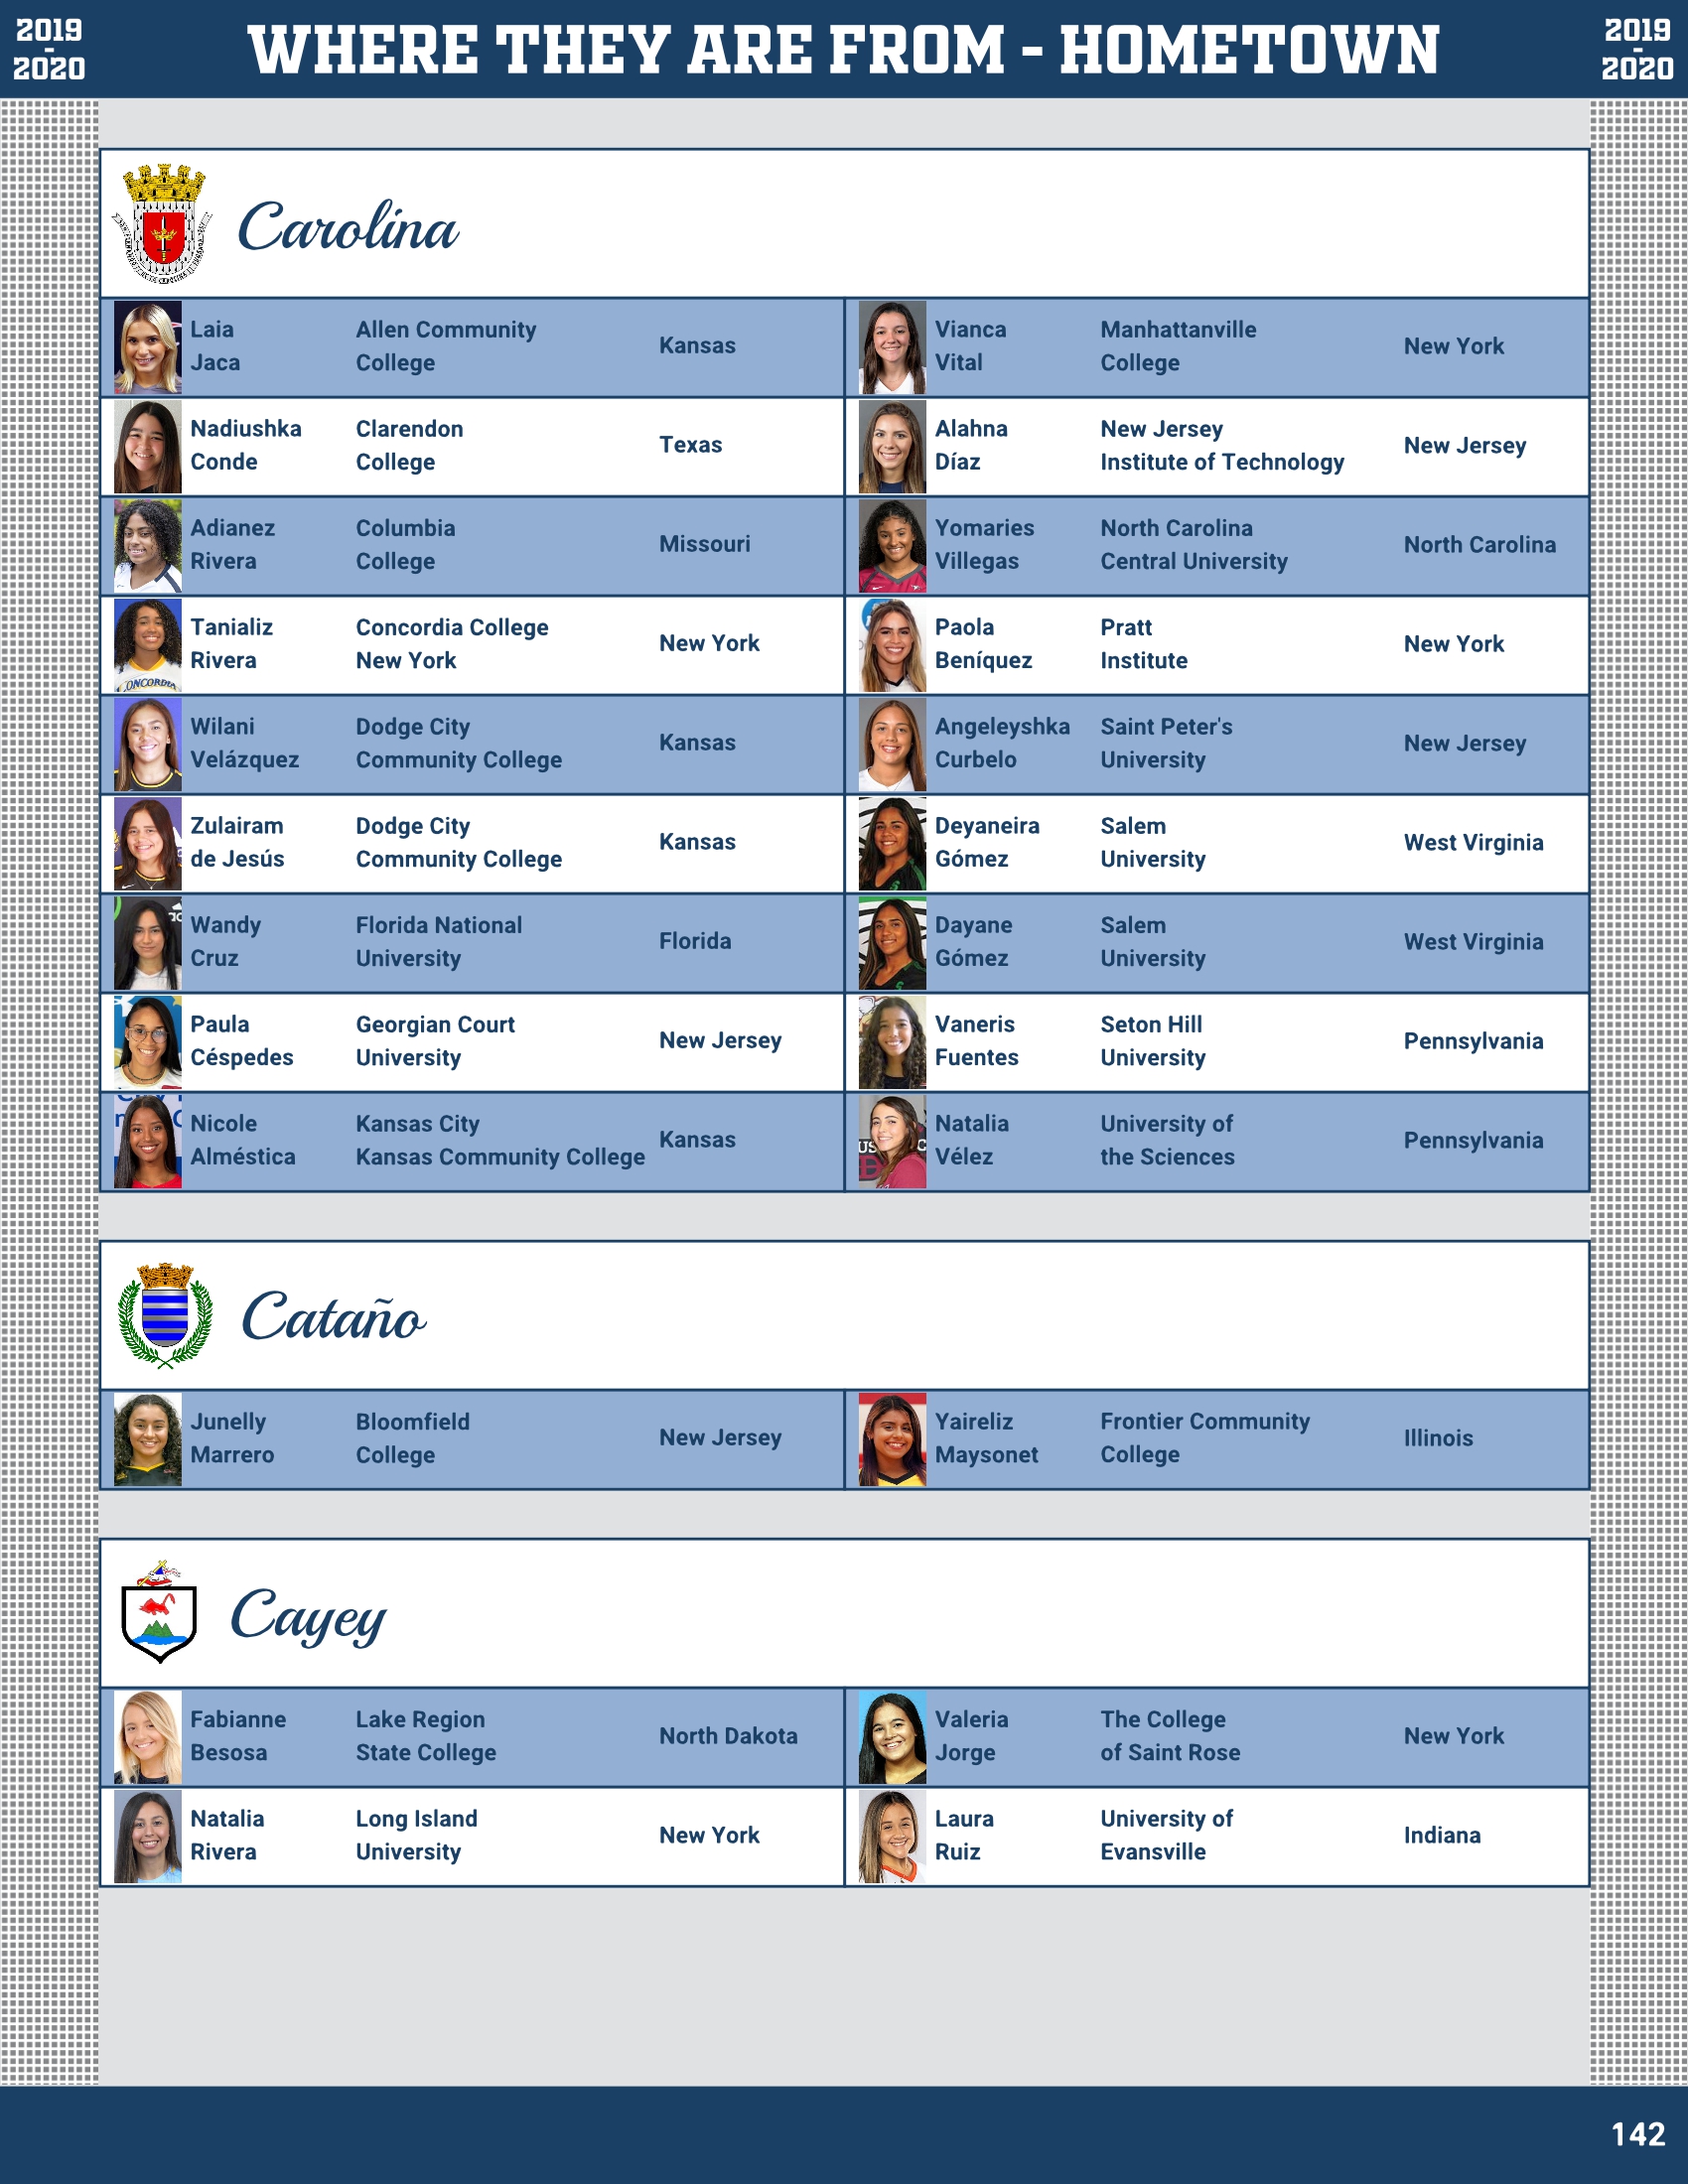 2019
-
2020
WHERE THEY ARE FROM - HOMETOWN
2019
-
2020
Carolina
Laia
Jaca
Allen Community
College
Kansas
Vianca
Vital
Manhattanville
College
New York
Nadiushka
Conde
Clarendon
College
Texas
Alahna
Díaz
New Jersey
Institute of Technology
New Jersey
Adianez
Rivera
Columbia
College
Missouri
Yomaries
Villegas
North Carolina
Central University
North Carolina
Tanializ
Rivera
Concordia College
New York
New York
Paola
Beníquez
Pratt
Institute
New York
Wilani
Velázquez
Dodge City
Community College
Kansas
Angeleyshka
Curbelo
Saint Peter's
University
New Jersey
Zulairam
de Jesús
Dodge City
Community College
Kansas
Deyaneira
Gómez
Salem
University
West Virginia
Wandy
Cruz
Florida National
University
Florida
Dayane
Gómez
Salem
University
West Virginia
Paula
Céspedes
Georgian Court
University
New Jersey
Vaneris
Fuentes
Seton Hill
University
Pennsylvania
Nicole
Alméstica
Kansas City
Kansas Community College
Kansas
Natalia
Vélez
University of
the Sciences
Pennsylvania
Cataño
Junelly
Marrero
Bloomfield
College
New Jersey
Yaireliz
Maysonet
Frontier Community
College
Illinois
Cayey
Fabianne
Besosa
Lake Region
State College
North Dakota
Valeria
Jorge
The College
of Saint Rose
New York
Natalia
Rivera
Long Island
University
New York
Laura
Ruiz
University of
Evansville
Indiana
142